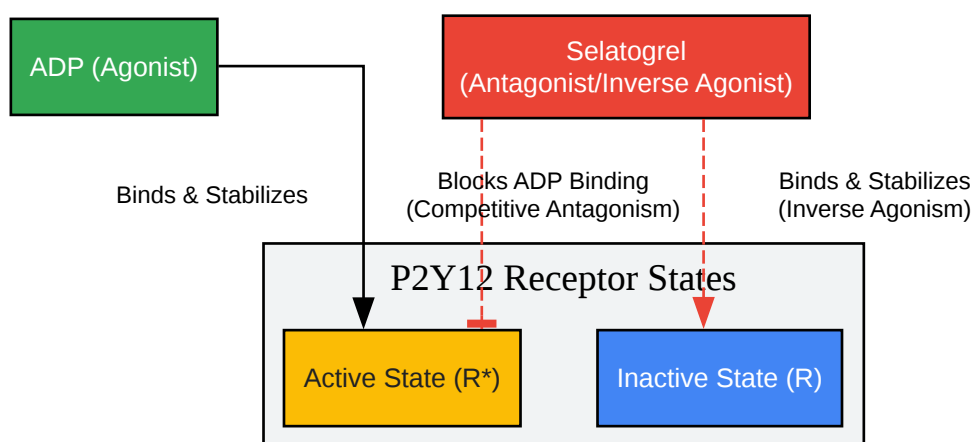 ADP (Agonist)
Selatogrel
(Antagonist/Inverse Agonist)
Binds & Stabilizes
Blocks ADP Binding
(Competitive Antagonism)
Binds & Stabilizes
(Inverse Agonism)
P2Y12 Receptor States
Active State (R*)
Inactive State (R)